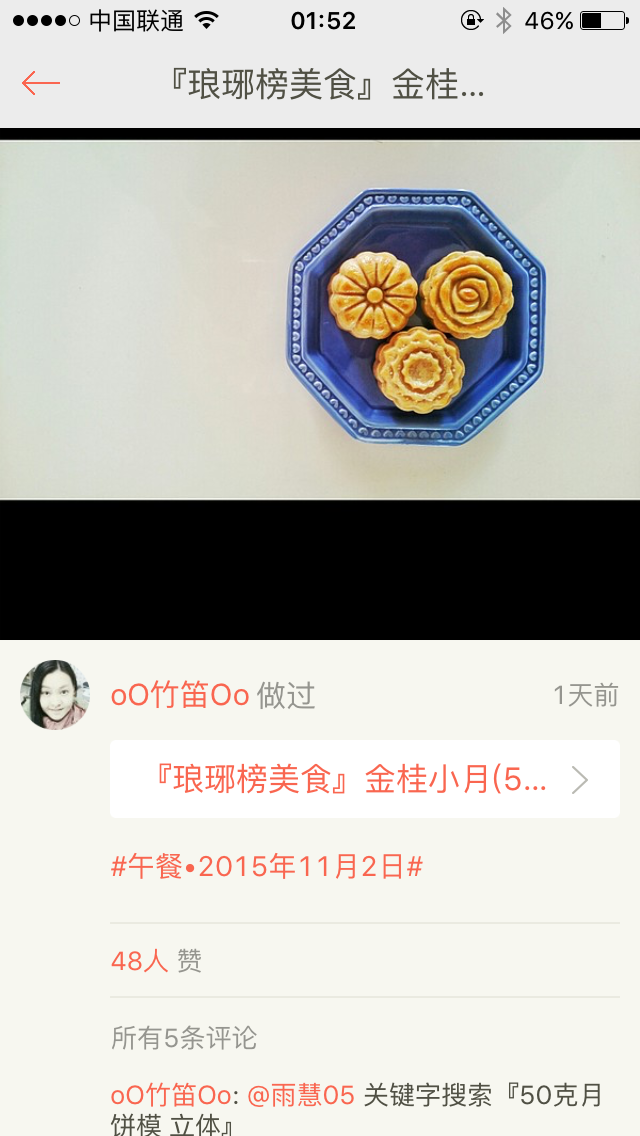 中国联通 01:52 46%
『琅琊榜美食』金桂...
oO竹笛Oo 做过 1天前
『琅琊榜美食』金桂小月(5...
#午餐•2015年11月2日#
48人 赞
所有5条评论
oO竹笛Oo: @雨慧05 关键字搜索『50克月
饼模 立体』